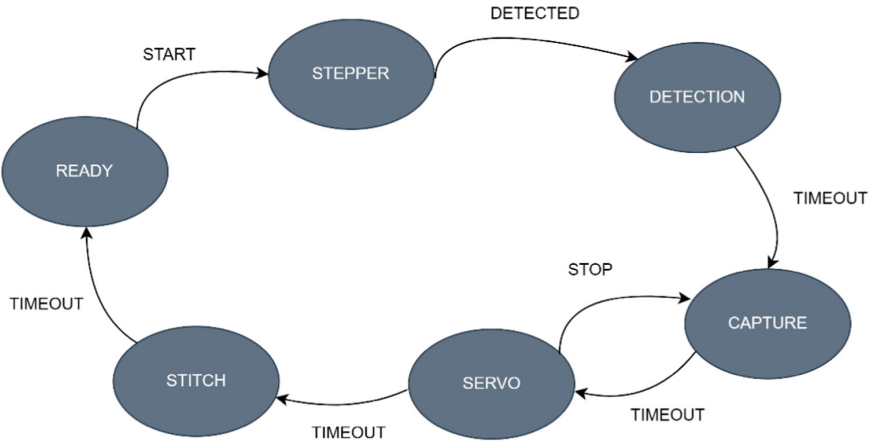 DETECTED
START
STEPPER
DETECTION
READY
TIMEOUT
STOP
TIMEOUT
CAPTURE
STITCH
SERVO
TIMEOUT
TIMEOUT